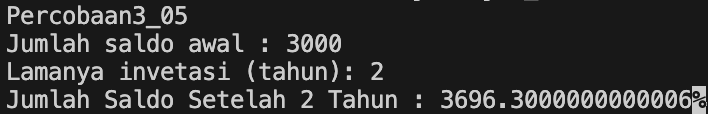 Percobaan3_05
Jumlah saldo awal : 3000
Lamanya invetasi (tahun): 2
Jumlah Saldo Setelah 2 Tahun : 3696.3000000000006%